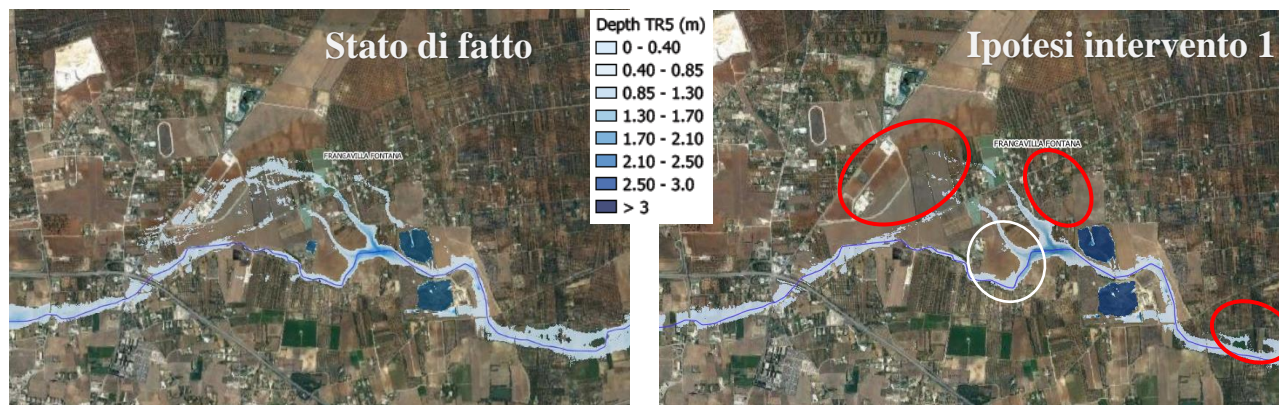 Stato di fatto
FRANCAVILLA FONTANA
Depth TR5 (m)
0 - 0.40
0.40 - 0.85
0.85 - 1.30
1.30 - 1.70
1.70 - 2.10
2.10 - 2.50
2.50 - 3.0
> 3
Ipotesi intervento 1
FRANCAVILLA FONTANA